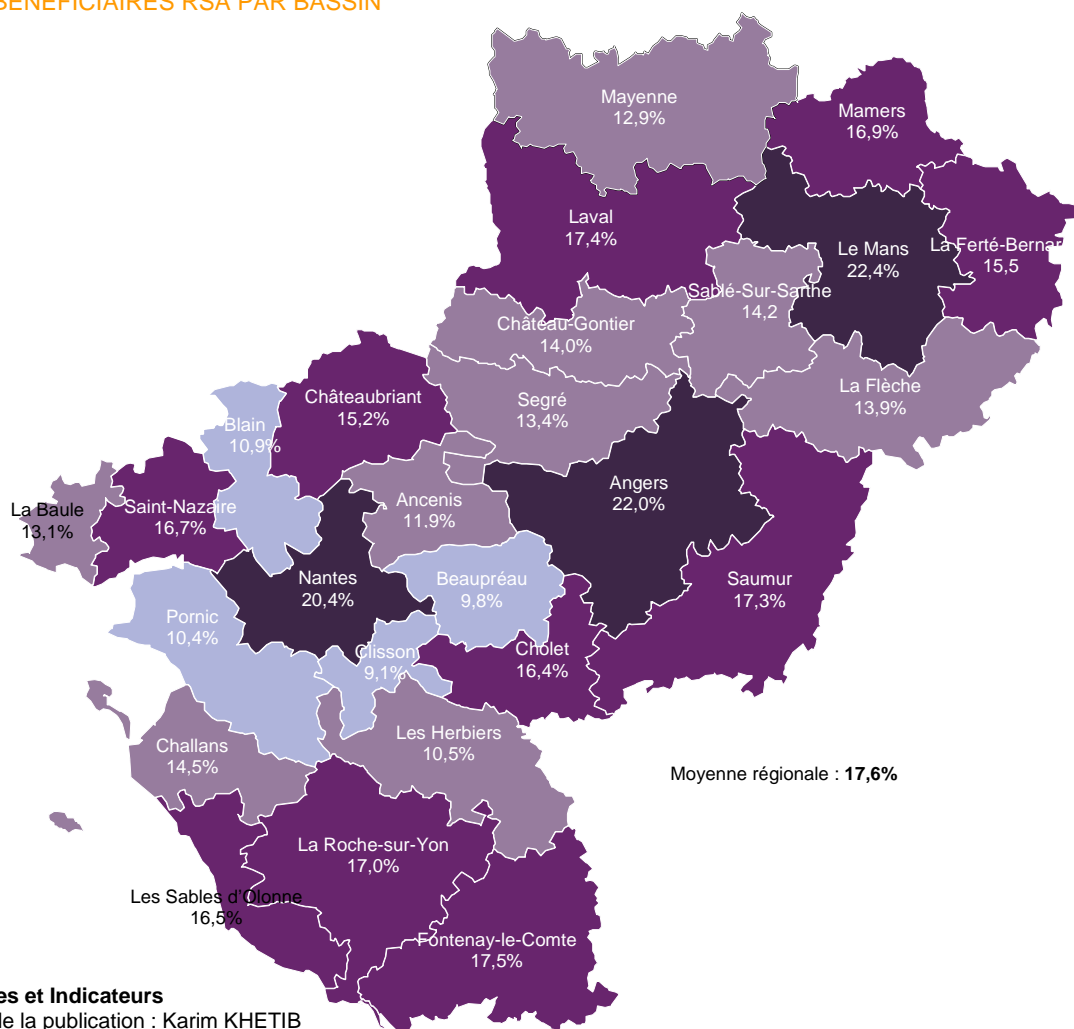 BÉNÉFICIAIRES RSA PAR BASSIN
Mayenne
12,9%
Mamers
16,9%
Laval
17,4%
Le Mans
22,4%
La Ferté-Bernar
15,5
Sablé-Sur-Sarthe
14,2
Château-Gontier
14,0%
La Flèche
13,9%
Châteaubriant
15,2%
Segré
13,4%
Blain
10,9%
Angers
22,0%
Ancenis
11,9%
La Baule
13,1%
Saint-Nazaire
16,7%
Nantes
20,4%
Beaupréau
9,8%
Saumur
17,3%
Pornic
10,4%
Clisson
9,1%
Cholet
16,4%
Les Herbiers
10,5%
Challans
14,5%
Moyenne régionale : 17,6%
La Roche-sur-Yon
17,0%
Les Sables d'Olonne
16,5%
Fontenay-le-Comte
17,5%
es et Indicateurs
de la publication : Karim KHETIB